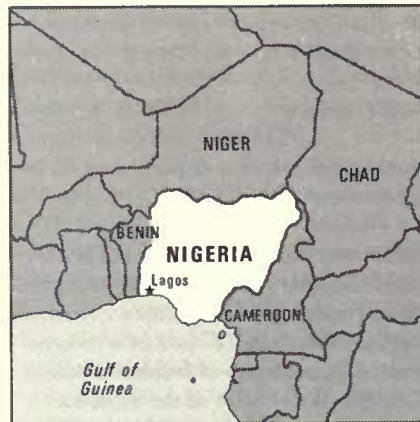 NIGER
CHAD
BENIN
NIGERIA
Lagos
CAMEROON
Gulf of
Guinea